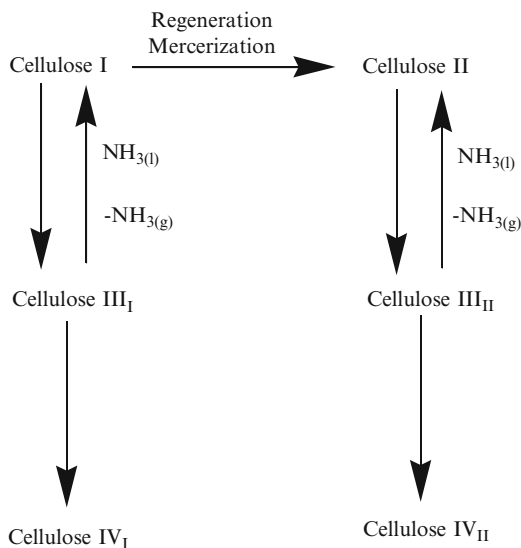 Regeneration
Mercerization
Cellulose I
Cellulose II
NH3(l)
-NH3(g)
NH3(l)
-NH3(g)
Cellulose IIII
Cellulose IIIII
Cellulose IVI
Cellulose IVII